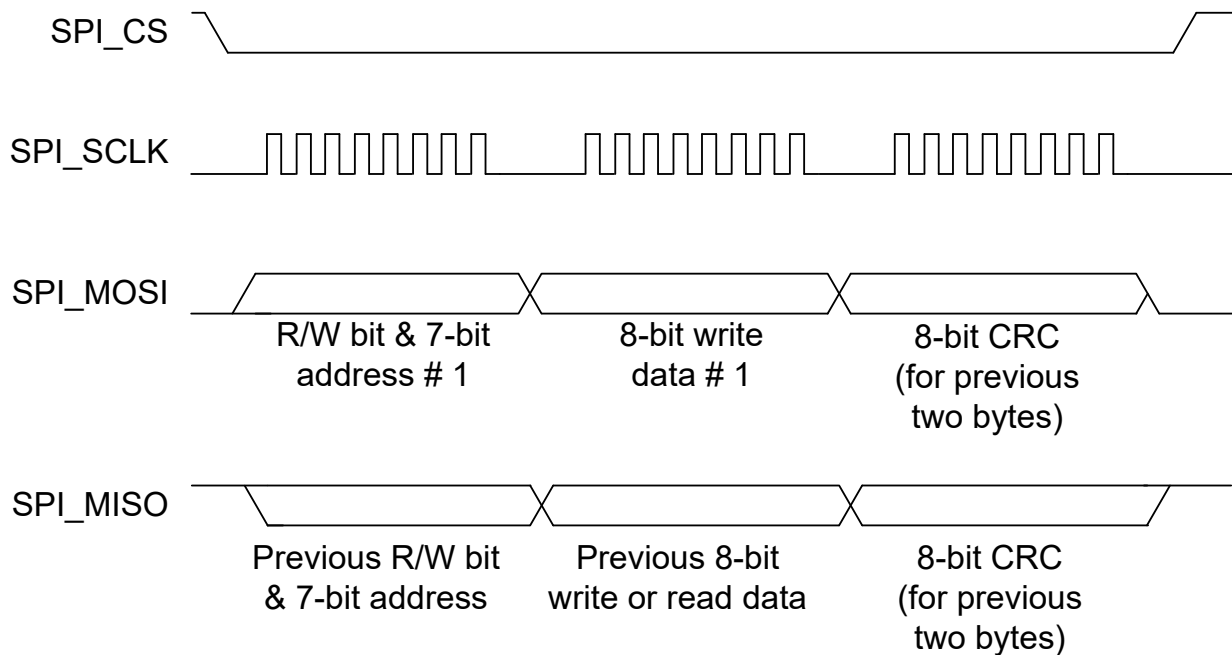 SPI_CS
SPI_SCLK
SPI_MOSI
R/W bit & 7-bit
address # 1
8-bit write
data # 1
8-bit CRC
(for previous
two bytes)
SPI_MISO
Previous R/W bit
& 7-bit address
Previous 8-bit
write or read data
8-bit CRC
(for previous
two bytes)